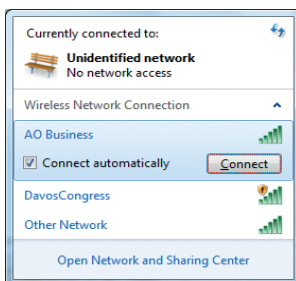 Currently connected to:
Unidentified network
No network access
Wireless Network Connection
AO Business
Connect automatically
Connect
DavosCongress
Other Network
Open Network and Sharing Center